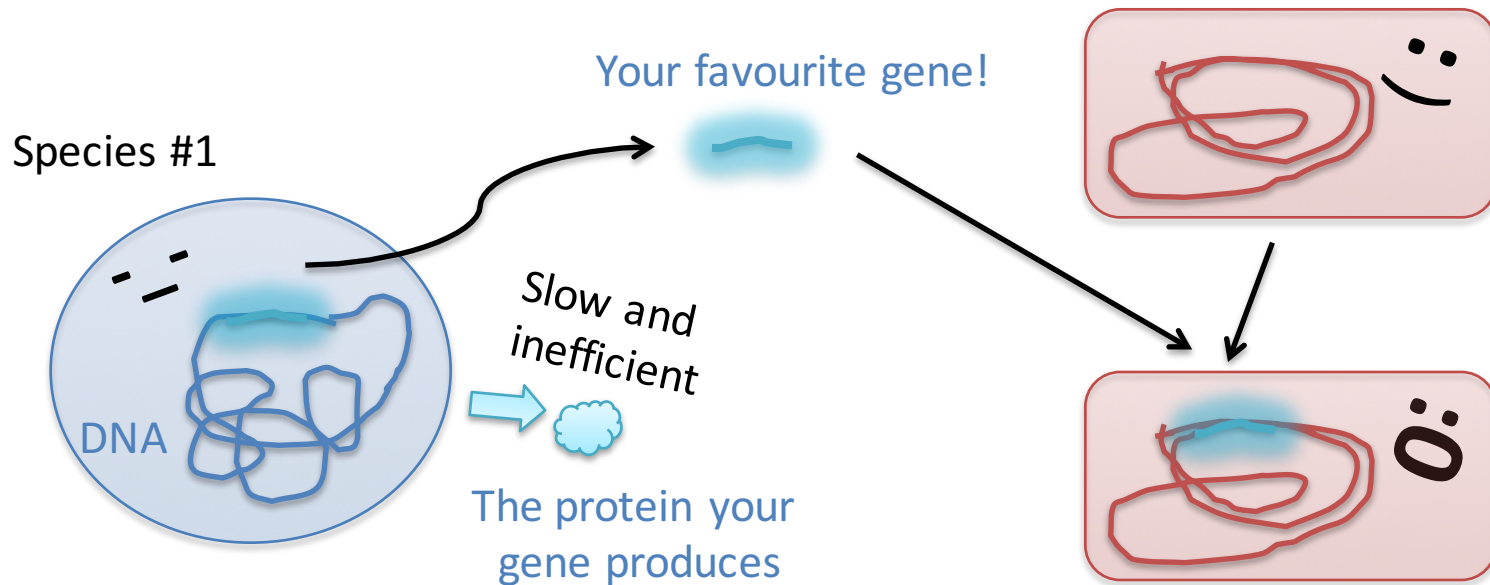 Your favourite gene!
Species #1
Slow and
inefficient
DNA
The protein your
gene produces